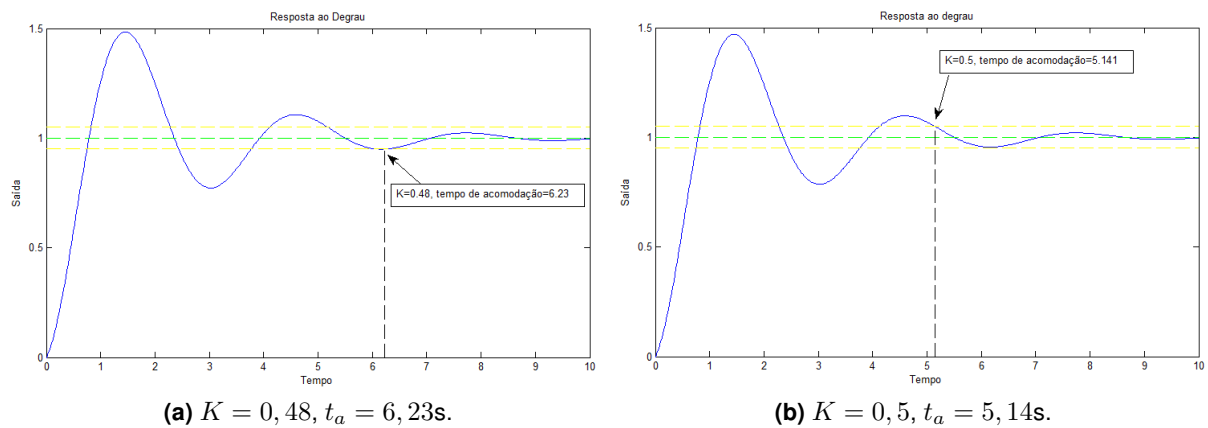 Resposta ao Degrau
1.5
1
0.5
0
Saída
K=0.48, tempo de acomodação=6.23
0 1 2 3 4 5 6 7 8 9 10
Tempo
(a) K = 0, 48, t_a = 6, 23s.
Resposta ao degrau
1.5
1
0.5
0
Saída
K=0.5, tempo de acomodação=5.141
0 1 2 3 4 5 6 7 8 9 10
Tempo
(b) K = 0, 5, t_a = 5, 14s.